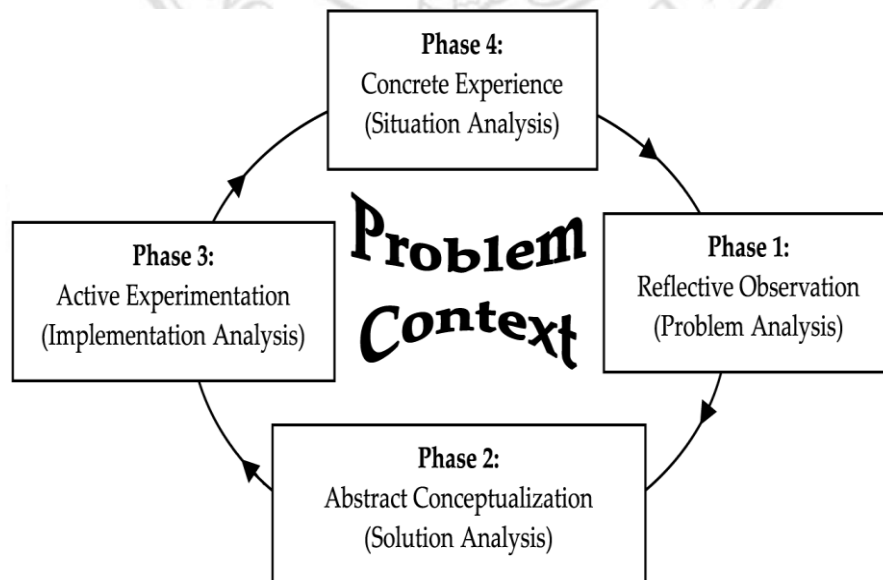 Phase 4:
Concrete Experience
(Situation Analysis)
Problem
Context
Phase 3:
Active Experimentation
(Implementation Analysis)
Phase 1:
Reflective Observation
(Problem Analysis)
Phase 2:
Abstract Conceptualization
(Solution Analysis)